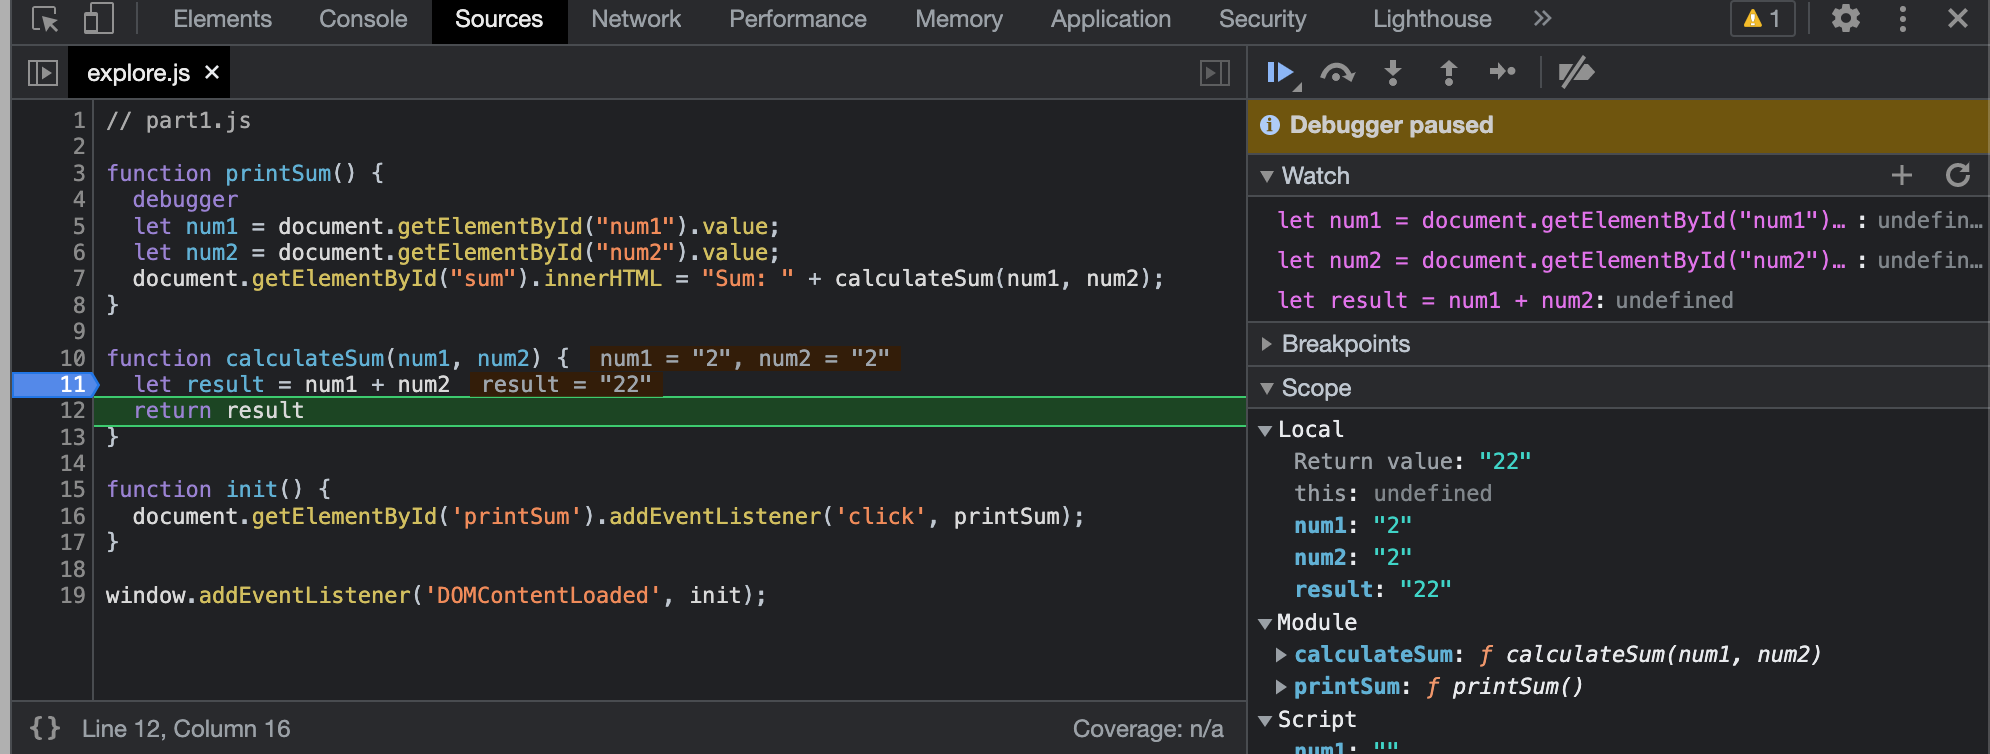 Elements Console Sources Network Performance Memory Application Security Lighthouse » 1
explore.js ×
1 // part1.js
2
3 function printSum() {
4   debugger
5   let num1 = document.getElementById("num1").value;
6   let num2 = document.getElementById("num2").value;
7   document.getElementById("sum").innerHTML = "Sum: " + calculateSum(num1, num2);
8 }
9
10 function calculateSum(num1, num2) { num1 = "2", num2 = "2"
11   let result = num1 + num2 result = "22"
12   return result
13 }
14
15 function init() {
16   document.getElementById('printSum').addEventListener('click', printSum);
17 }
18
19 window.addEventListener('DOMContentLoaded', init);
{} Line 12, Column 16 Coverage: n/a
Debugger paused
Watch
let num1 = document.getElementById("num1")… : undefin…
let num2 = document.getElementById("num2")… : undefin…
let result = num1 + num2: undefined
Breakpoints
Scope
Local
Return value: "22"
this: undefined
num1: "2"
num2: "2"
result: "22"
Module
calculateSum: ƒ calculateSum(num1, num2)
printSum: ƒ printSum()
Script
num1: ""